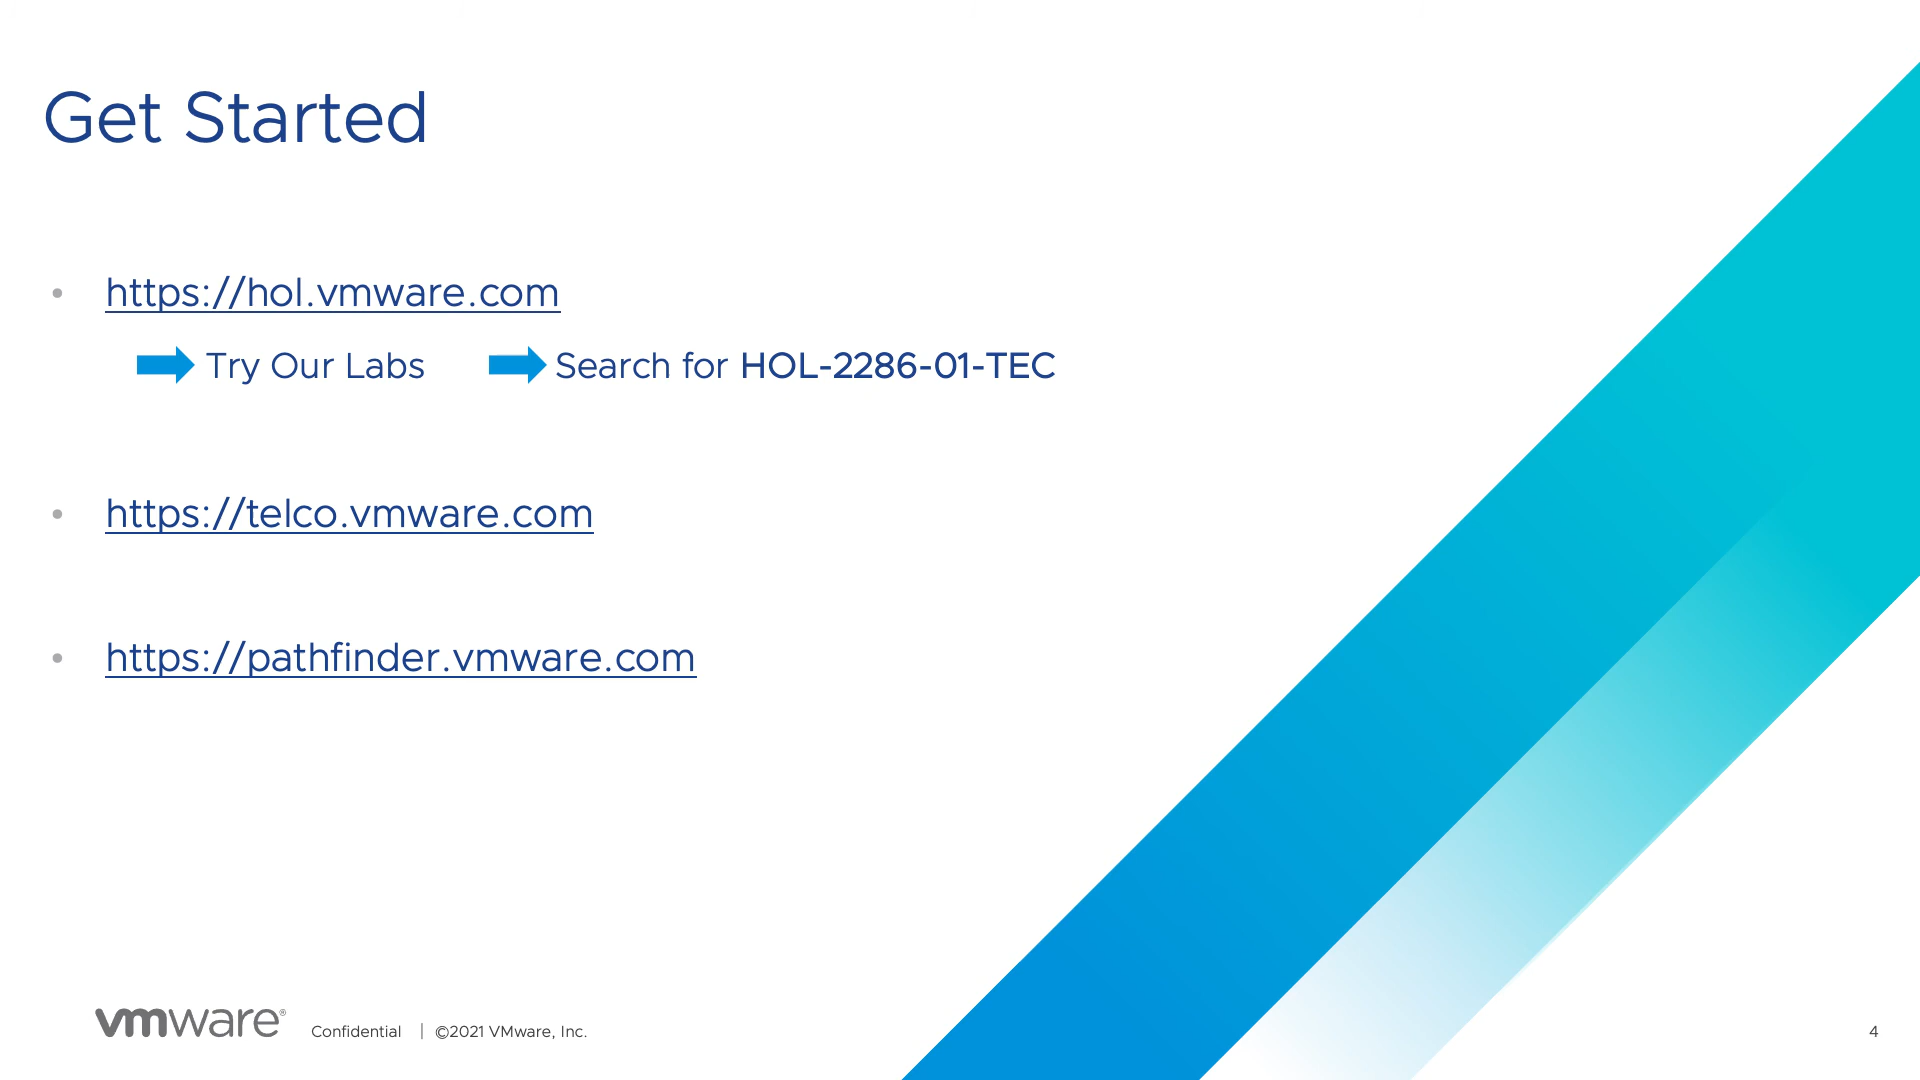 Get Started
• https://hol.vmware.com
Try Our Labs Search for HOL-2286-01-TEC
• https://telco.vmware.com
• https://pathfinder.vmware.com
vmware® Confidential | ©2021 VMware, Inc. 4